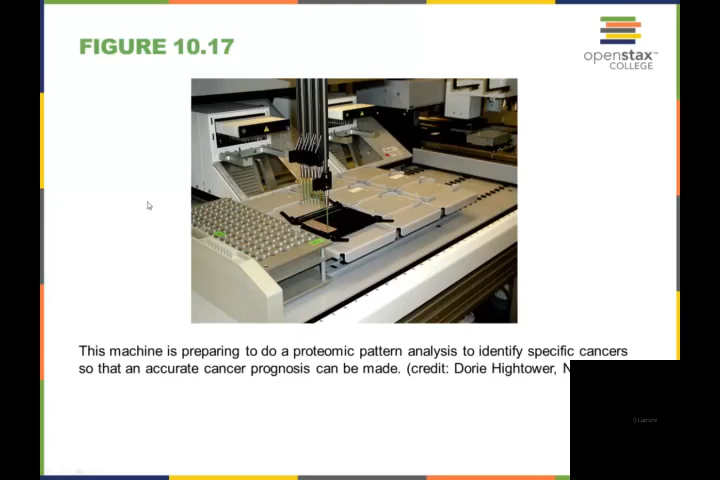 FIGURE 10.17
openstax™
COLLEGE
This machine is preparing to do a proteomic pattern analysis to identify specific cancers
so that an accurate cancer prognosis can be made. (credit: Dorie Hightower,